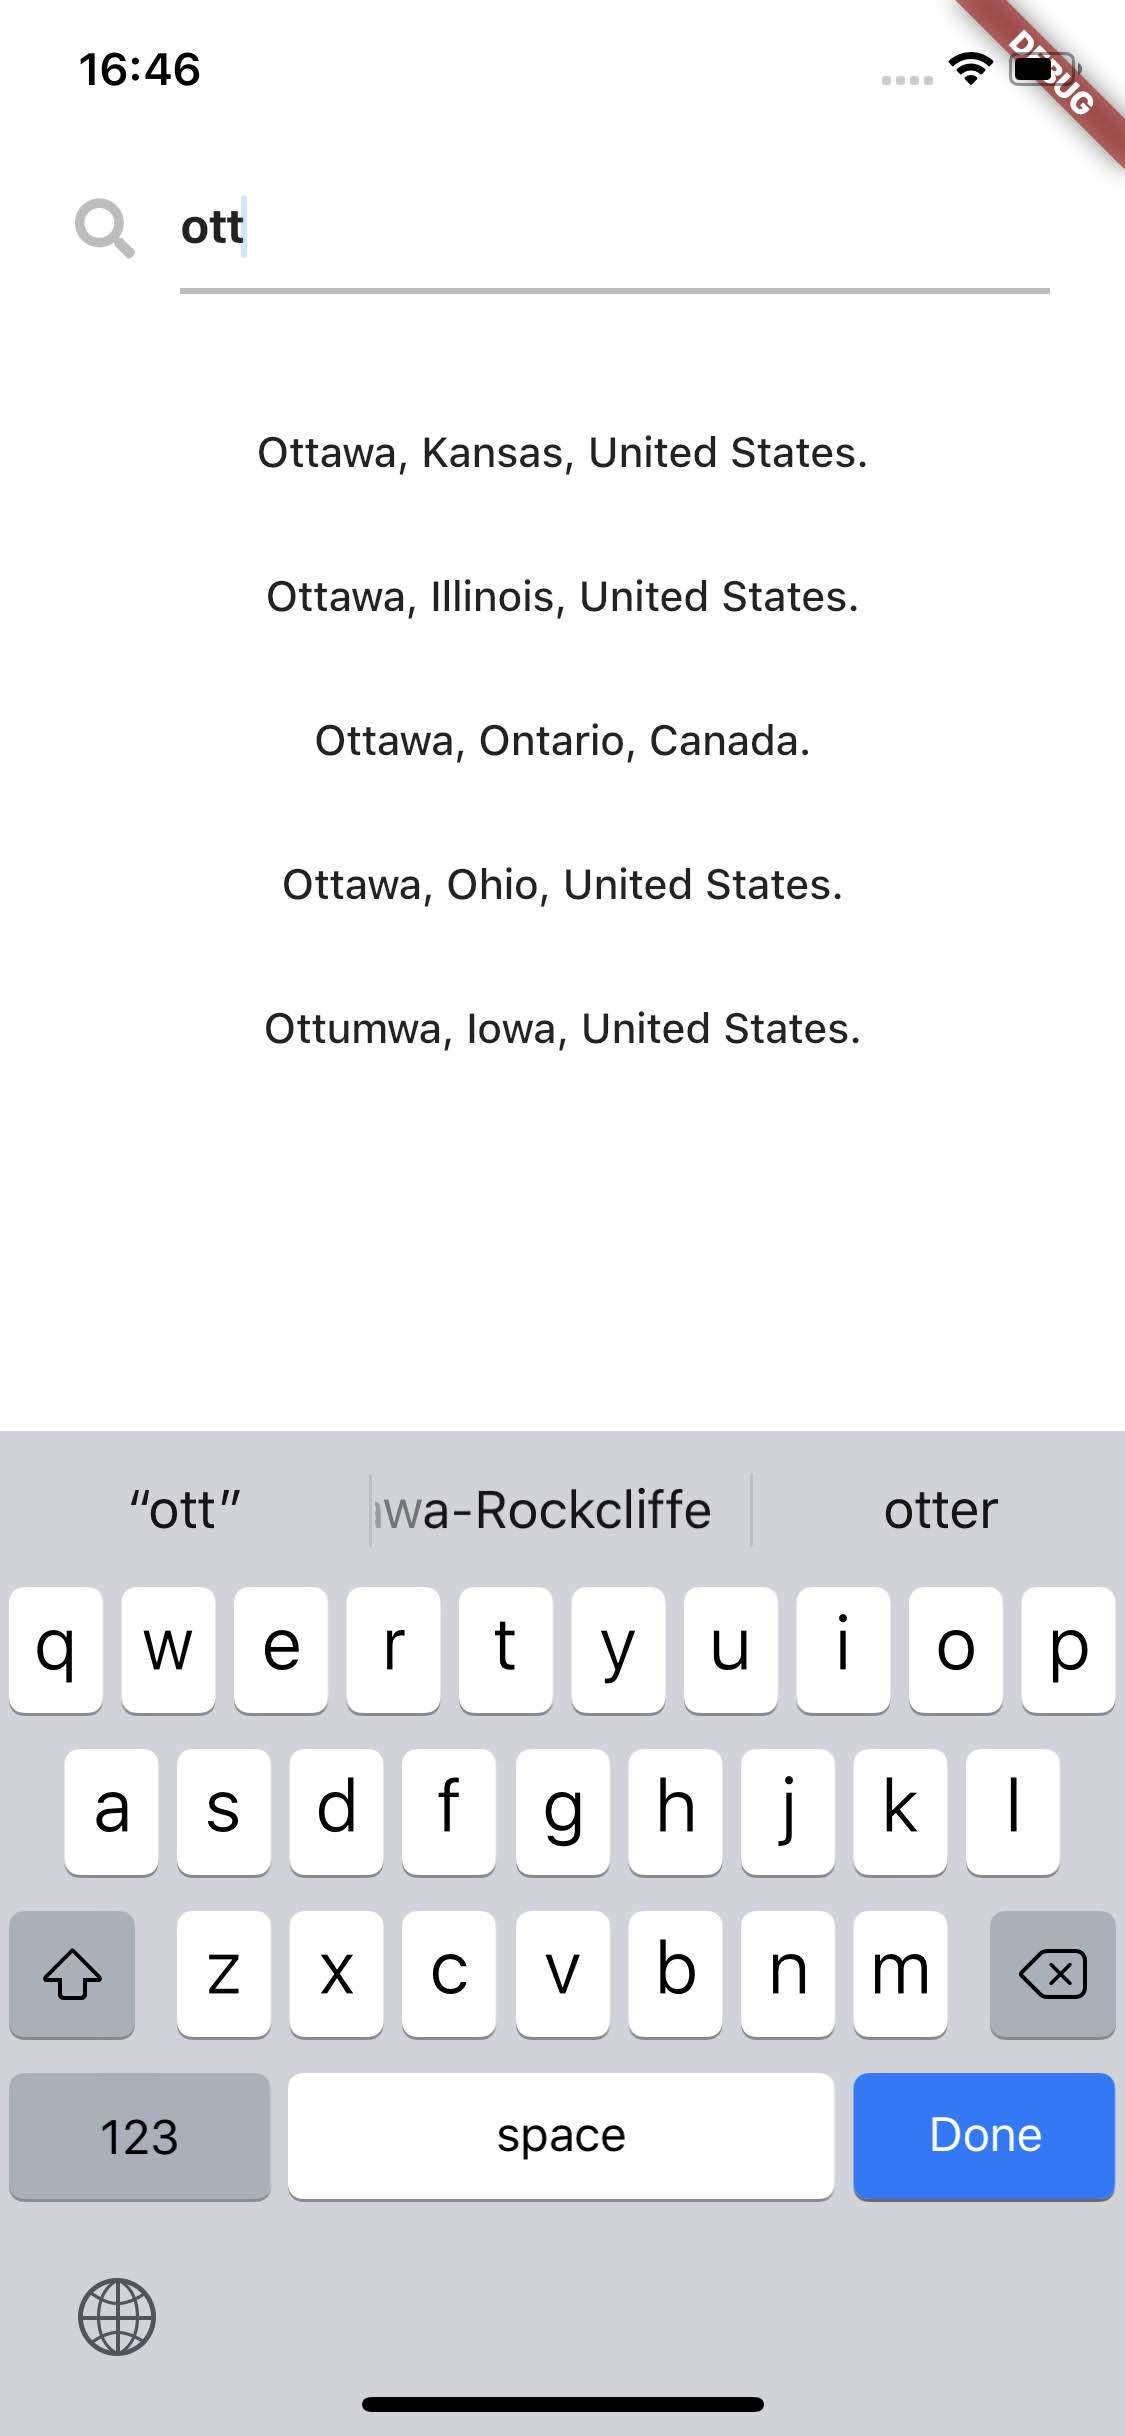 16:46
DEBUG
ott
Ottawa, Kansas, United States.
Ottawa, Illinois, United States.
Ottawa, Ontario, Canada.
Ottawa, Ohio, United States.
Ottumwa, Iowa, United States.
“ott” wa-Rockcliffe otter
q w e r t y u i o p
a s d f g h j k l
z x c v b n m
123 space Done